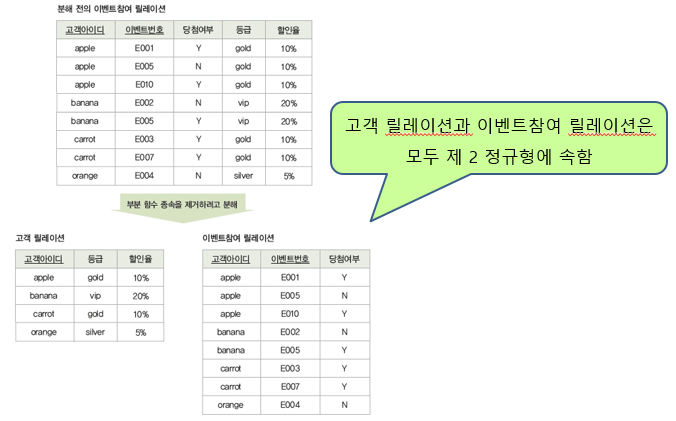 분해 전의 이벤트참여 릴레이션
고객아이디 이벤트번호 당첨여부 등급 할인율
apple E001 Y gold 10%
apple E005 N gold 10%
apple E010 Y gold 10%
banana E002 N vip 20%
banana E005 Y vip 20%
carrot E003 Y gold 10%
carrot E007 Y gold 10%
orange E004 N silver 5%
고객 릴레이션과 이벤트참여 릴레이션은
모두 제 2 정규형에 속함
부분 함수 종속을 제거하려고 분해
고객 릴레이션
고객아이디 등급 할인율
apple gold 10%
banana vip 20%
carrot gold 10%
orange silver 5%
이벤트참여 릴레이션
고객아이디 이벤트번호 당첨여부
apple E001 Y
apple E005 N
apple E010 Y
banana E002 N
banana E005 Y
carrot E003 Y
carrot E007 Y
orange E004 N